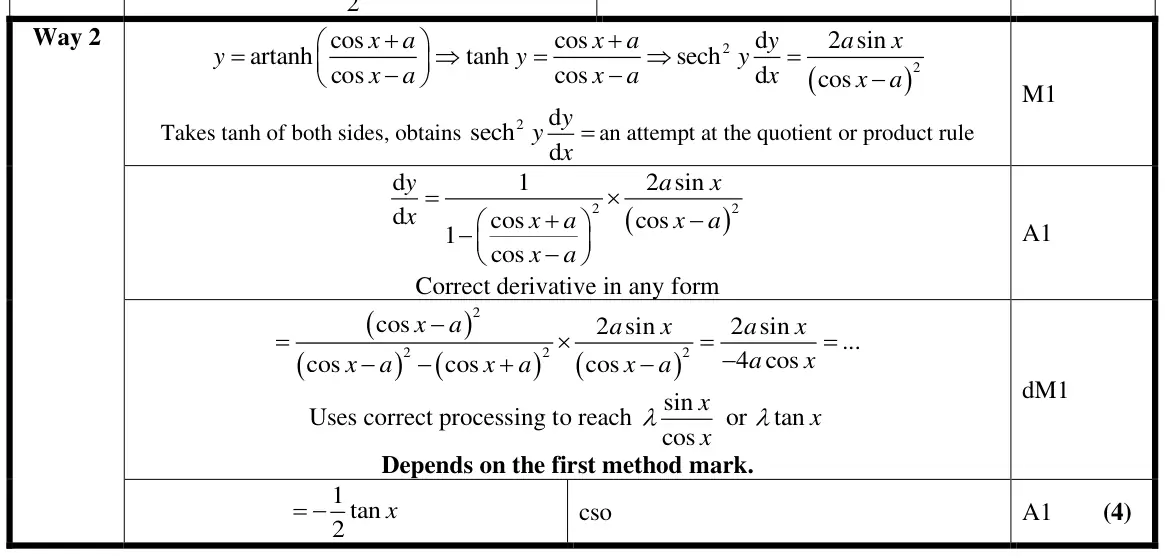 2
Way 2
y = artanh((cos x + a)/(cos x − a)) ⇒ tanh y = (cos x + a)/(cos x − a) ⇒ sech² y dy/dx = 2a sin x/(cos x − a)²
M1
Takes tanh of both sides, obtains sech² y dy/dx = an attempt at the quotient or product rule
dy/dx = 1/(1 − ((cos x + a)/(cos x − a))²) × 2a sin x/(cos x − a)²
A1
Correct derivative in any form
= (cos x − a)²/((cos x − a)² − (cos x + a)²) × 2a sin x/(cos x − a)² = 2a sin x/(−4a cos x) = ...
dM1
Uses correct processing to reach λ sin x/cos x or λ tan x
Depends on the first method mark.
= −1/2 tan x cso A1 (4)